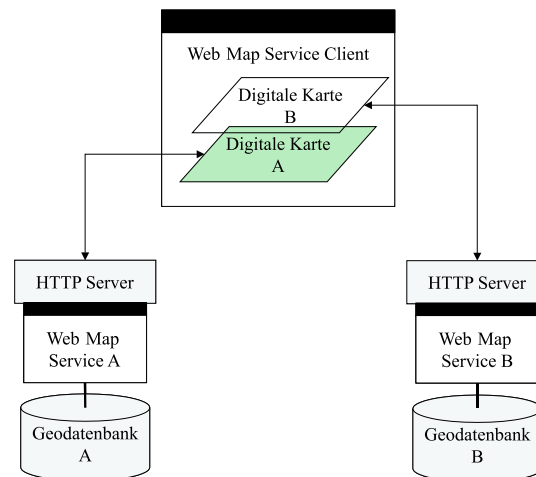 Web Map Service Client
Digitale Karte
B
Digitale Karte
A
HTTP Server
Web Map
Service A
Geodatenbank
A
HTTP Server
Web Map
Service B
Geodatenbank
B